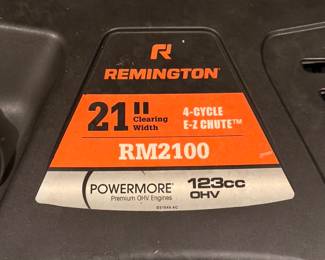 REMINGTON
21"
Clearing
Width
4-CYCLE
E-Z CHUTE™
RM2100
POWERMORE®
Premium OHV Engines
123cc
OHV